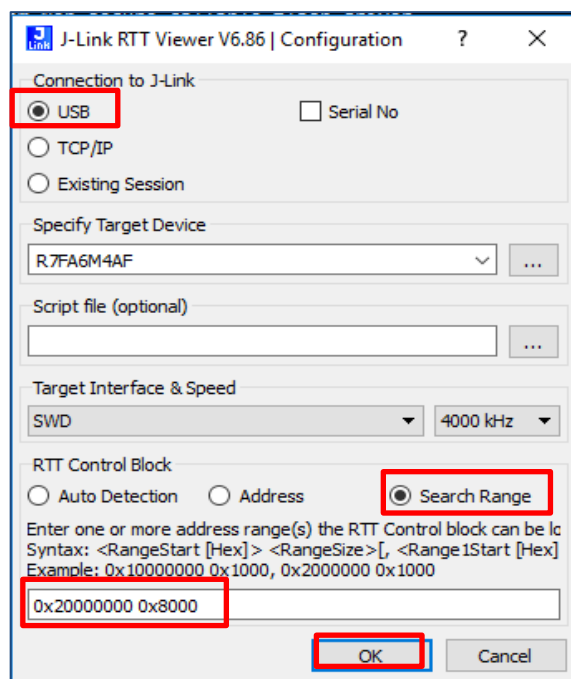 J-Link RTT Viewer V6.86 | Configuration ? ×
Connection to J-Link
USB Serial No
TCP/IP
Existing Session
Specify Target Device
R7FA6M4AF ...
Script file (optional)
...
Target Interface & Speed
SWD 4000 kHz
RTT Control Block
Auto Detection Address Search Range
Enter one or more address range(s) the RTT Control block can be
Syntax: <RangeStart [Hex]> <RangeSize>[, <Range1Start [Hex]
Example: 0x10000000 0x1000, 0x2000000 0x1000
0x20000000 0x8000
OK Cancel